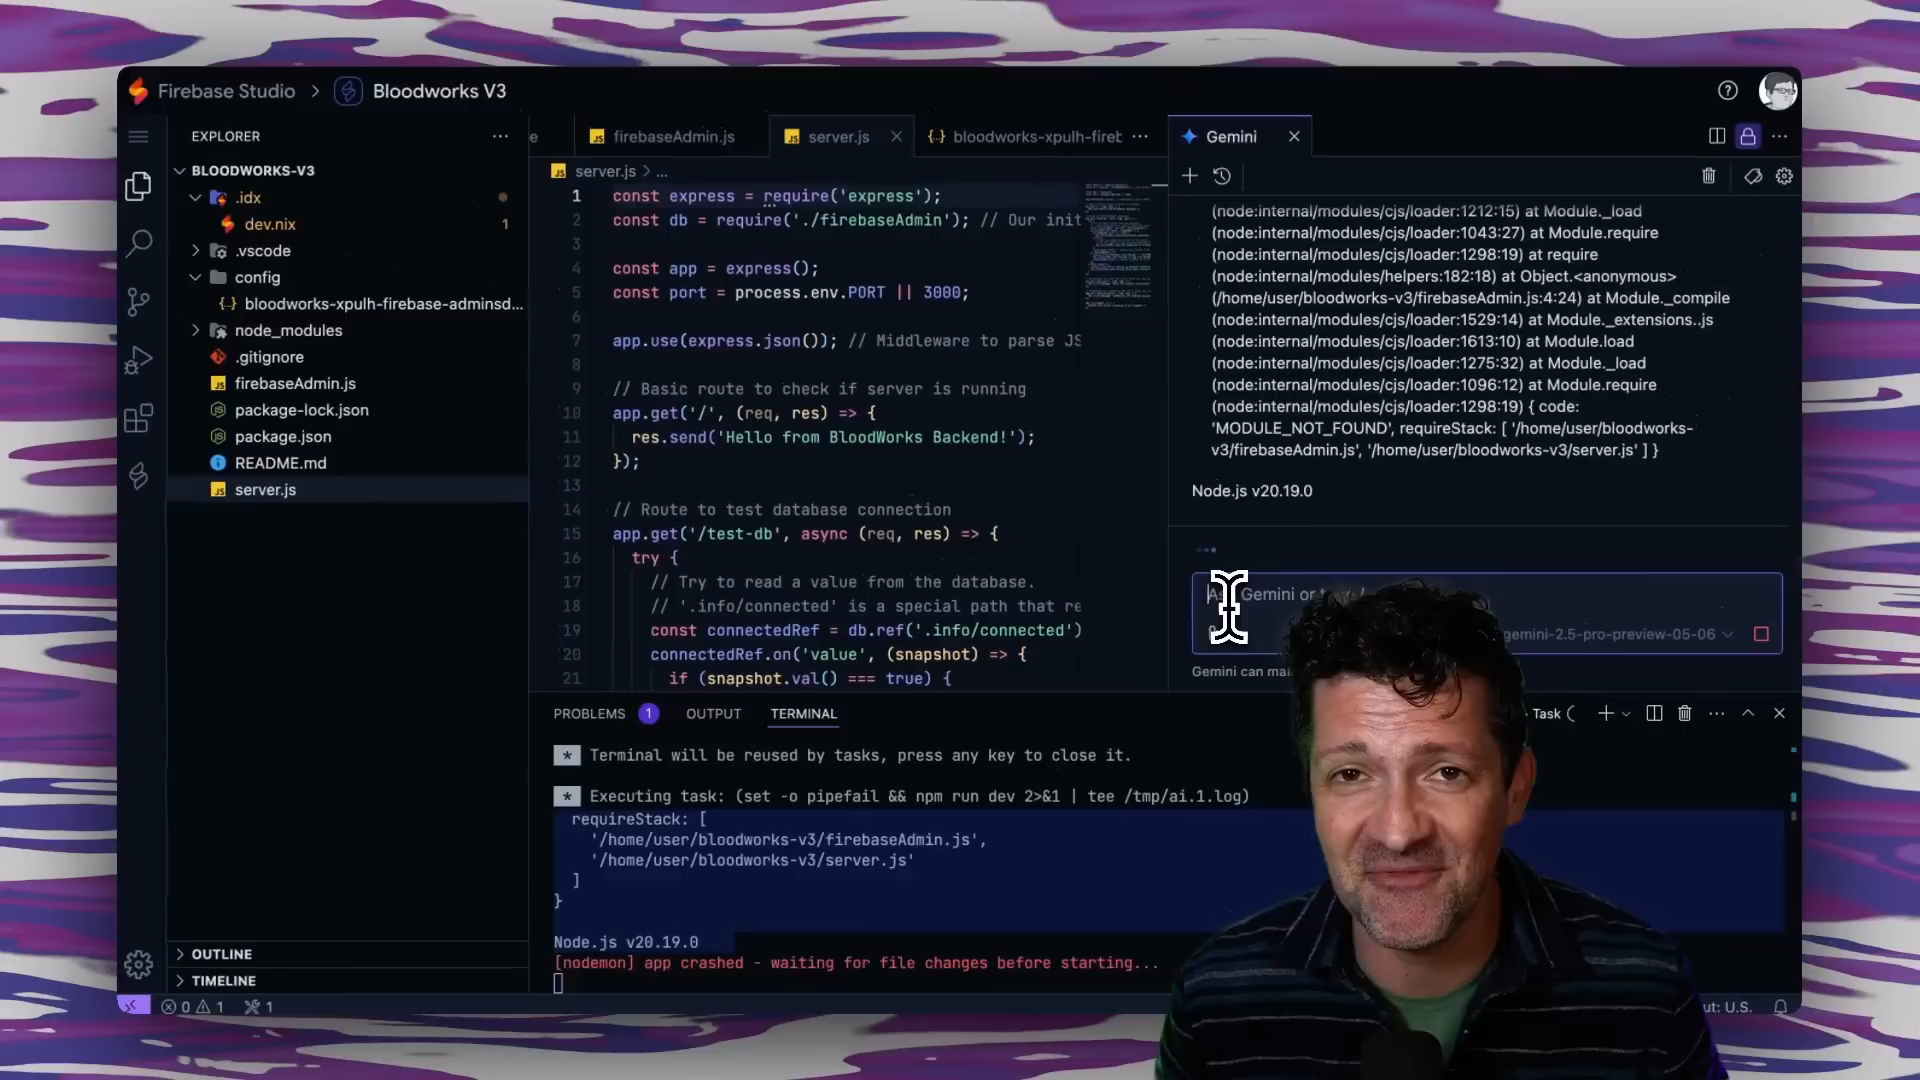 Firebase Studio > Bloodworks V3
EXPLORER
BLOODWORKS-V3
.idx
dev.nix 1
.vscode
config
bloodworks-xpulh-firebase-adminsd...
node_modules
.gitignore
firebaseAdmin.js
package-lock.json
package.json
README.md
server.js
OUTLINE
TIMELINE
e
firebaseAdmin.js
server.js
{} bloodworks-xpulh-firet
server.js > ...
1 const express = require('express');
2 const db = require('./firebaseAdmin'); // Our init
3
4 const app = express();
5 const port = process.env.PORT || 3000;
6
7 app.use(express.json()); // Middleware to parse JS
8
9 // Basic route to check if server is running
10 app.get('/', (req, res) => {
11 res.send('Hello from BloodWorks Backend!');
12 });
13
14 // Route to test database connection
15 app.get('/test-db', async (req, res) => {
16 try {
17 // Try to read a value from the database.
18 // '.info/connected' is a special path that re
19 const connectedRef = db.ref('.info/connected')
20 connectedRef.on('value', (snapshot) => {
21 if (snapshot.val() === true) {
Gemini
(node:internal/modules/cjs/loader:1212:15) at Module._load
(node:internal/modules/cjs/loader:1043:27) at Module.require
(node:internal/modules/cjs/loader:1298:19) at require
(node:internal/modules/helpers:182:18) at Object.<anonymous>
(/home/user/bloodworks-v3/firebaseAdmin.js:4:24) at Module._compile
(node:internal/modules/cjs/loader:1529:14) at Module._extensions..js
(node:internal/modules/cjs/loader:1613:10) at Module.load
(node:internal/modules/cjs/loader:1275:32) at Module._load
(node:internal/modules/cjs/loader:1096:12) at Module.require
(node:internal/modules/cjs/loader:1298:19) { code:
'MODULE_NOT_FOUND', requireStack: [ '/home/user/bloodworks-
v3/firebaseAdmin.js', '/home/user/bloodworks-v3/server.js' ] }
Node.js v20.19.0
Gemini or
gemini-2.5-pro-preview-05-06
Gemini can
PROBLEMS 1 OUTPUT TERMINAL
Task
* Terminal will be reused by tasks, press any key to close it.
* Executing task: (set -o pipefail && npm run dev 2>&1 | tee /tmp/ai.1.log)
requireStack: [
'/home/user/bloodworks-v3/firebaseAdmin.js',
'/home/user/bloodworks-v3/server.js'
]
}
Node.js v20.19.0
[nodemon] app crashed - waiting for file changes before starting...
0 1 1
ut: U.S.